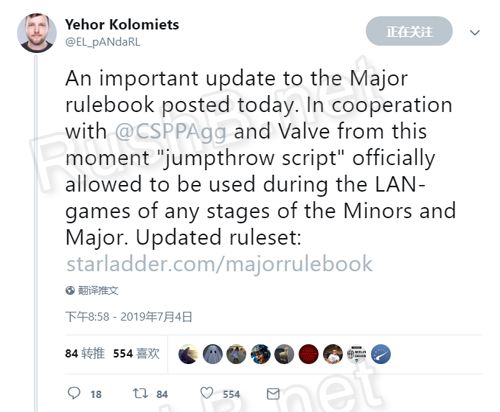 Yehor Kolomiets
@EL_pANdaRL
正在关注
An important update to the Major
rulebook posted today. In cooperation
with @CSPPAgg and Valve from this
moment "jumpthrow script" officially
allowed to be used during the LAN-
games of any stages of the Minors and
Major. Updated ruleset:
starladder.com/majorrulebook
翻译推文
下午8:58 - 2019年7月4日
84 转推 554 喜欢
18 84 554
RushB.net
RushB.net